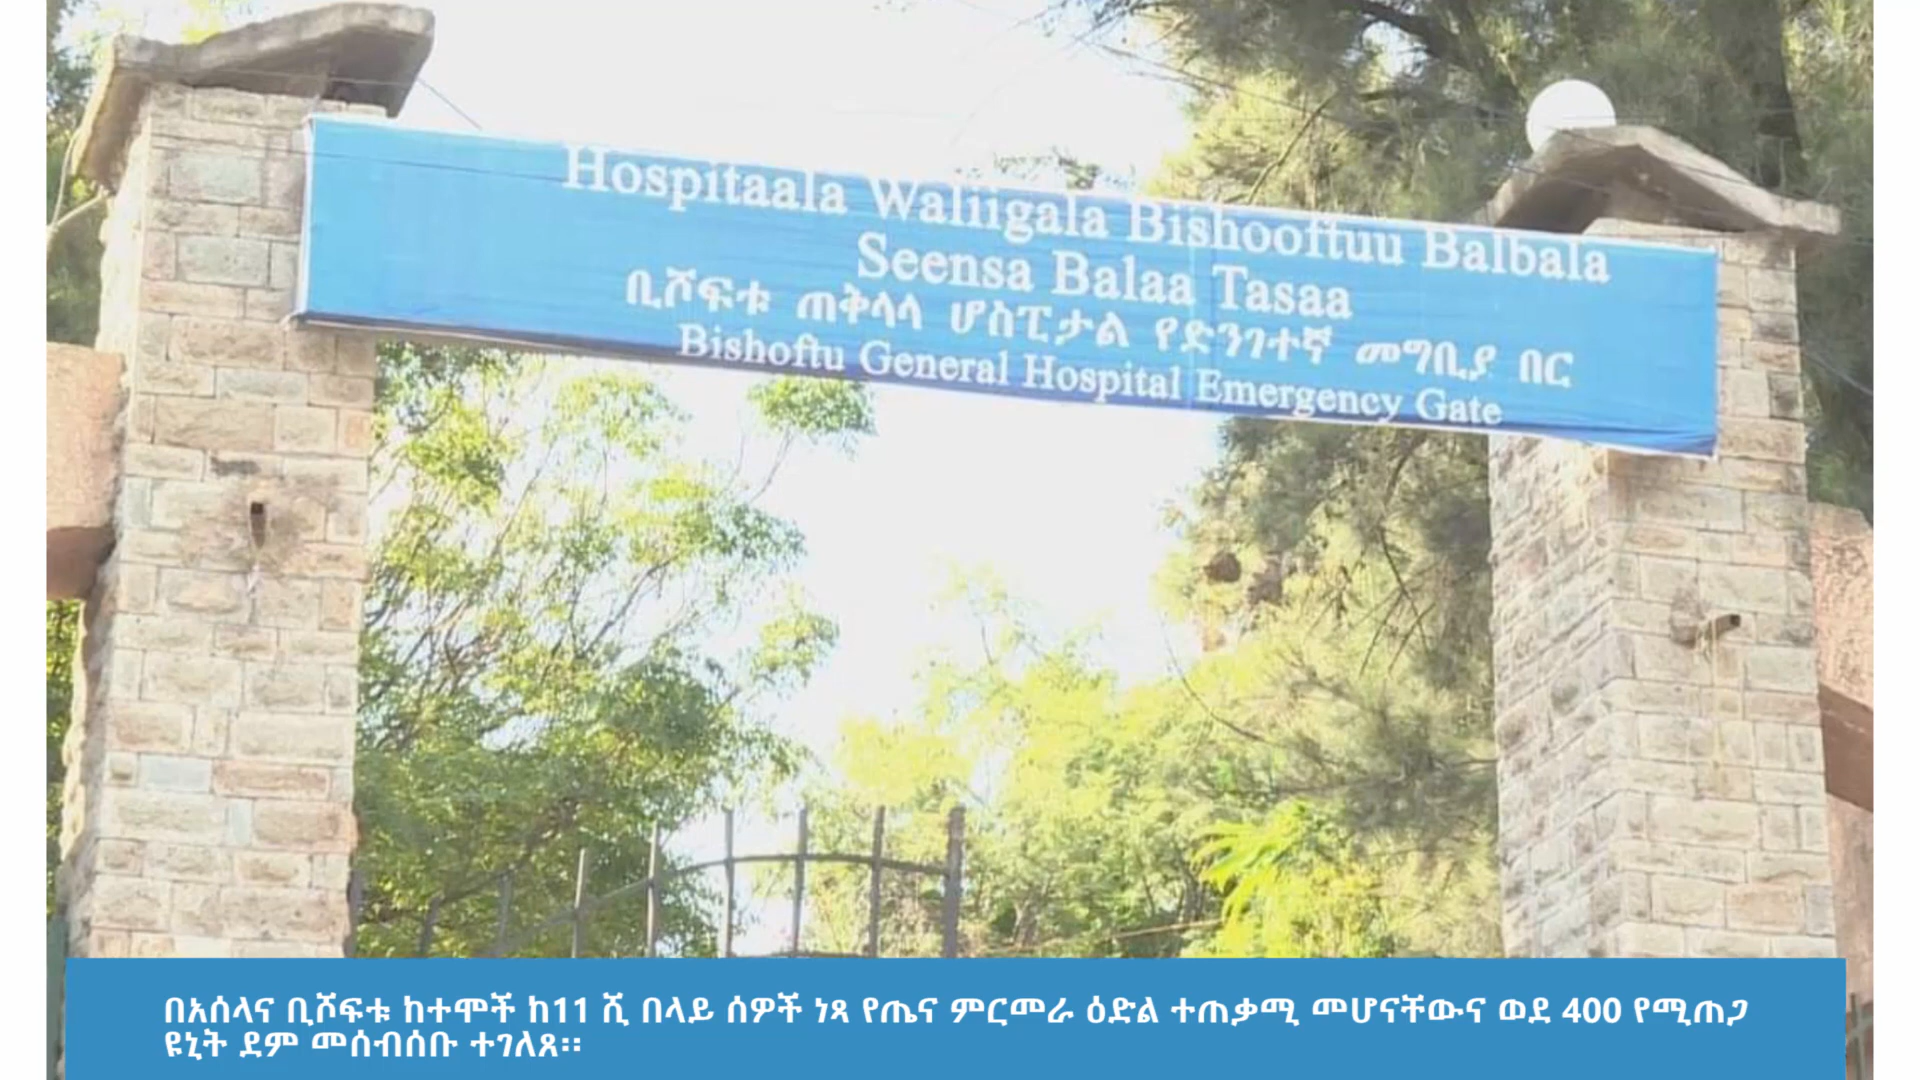 Hospitaala Waliigala Bishooftuu Balbala
Seensa Balaa Tasaa
ቢሾፍቱ ጠቅላላ ሆስፒታል የድንገተኛ መግቢያ በር
Bishoftu General Hospital Emergency Gate
በአሰላና ቢሾፍቱ ከተሞች ከ11 ሺ በላይ ሰዎች ነጻ የጤና ምርመራ ዕድል ተጠቃሚ መሆናቸውና ወደ 400 የሚጠጋ
ዩኒት ደም መሰብሰቡ ተገለጸ፡፡